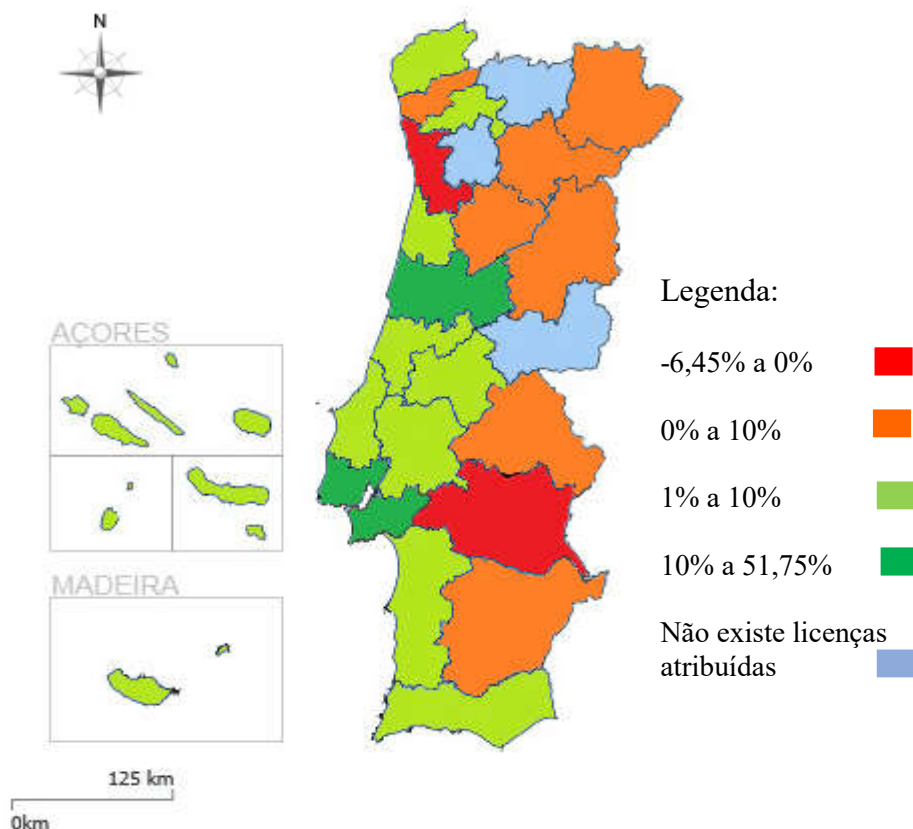 N
AÇORES
MADEIRA
125 km
0km
Legenda:
-6,45% a 0%
0% a 10%
1% a 10%
10% a 51,75%
Não existe licenças
atribuídas